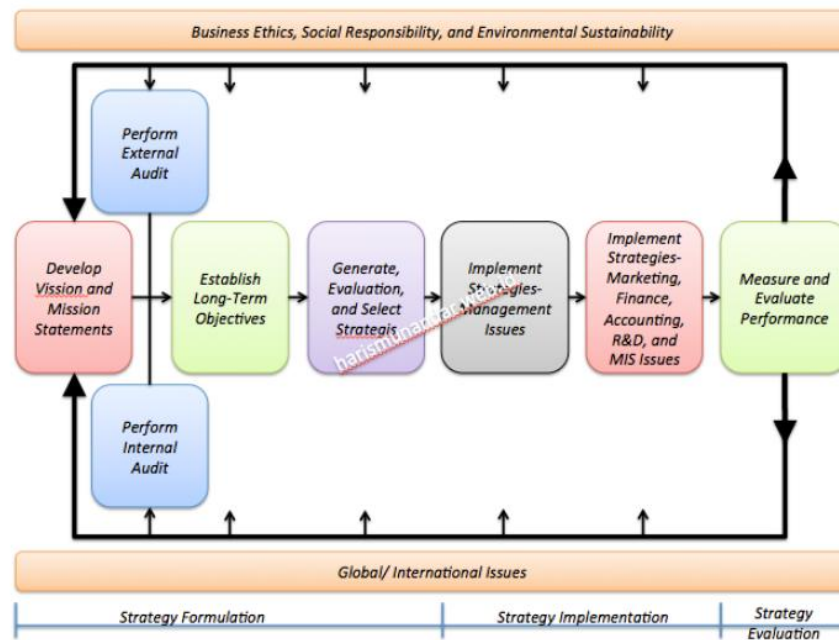 Business Ethics, Social Responsibility, and Environmental Sustainability
Perform
External
Audit
Develop
Vission and
Mission
Statements
Establish
Long-Term
Objectives
Generate,
Evaluation,
and Select
Strategis
Implement
Strategies-
Management
Issues
Implement
Strategies-
Marketing,
Finance,
Accounting,
R&D, and
MIS Issues
Measure and
Evaluate
Performance
Perform
Internal
Audit
Global/ International Issues
Strategy Formulation
Strategy Implementation
Strategy
Evaluation